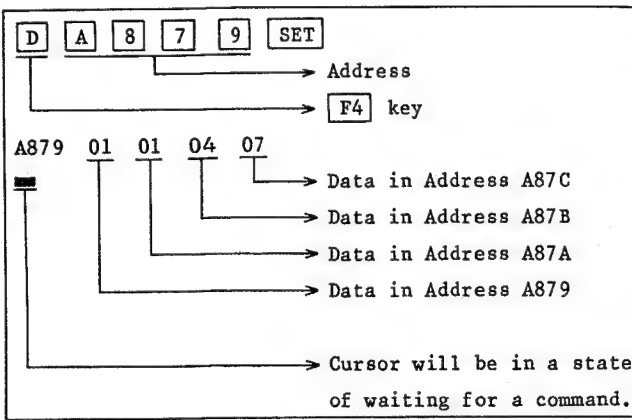 D A 8 7 9 SET
Address
F4 key
A879 01 01 04 07
Data in Address A87C
Data in Address A87B
Data in Address A87A
Data in Address A879
Cursor will be in a state
of waiting for a command.